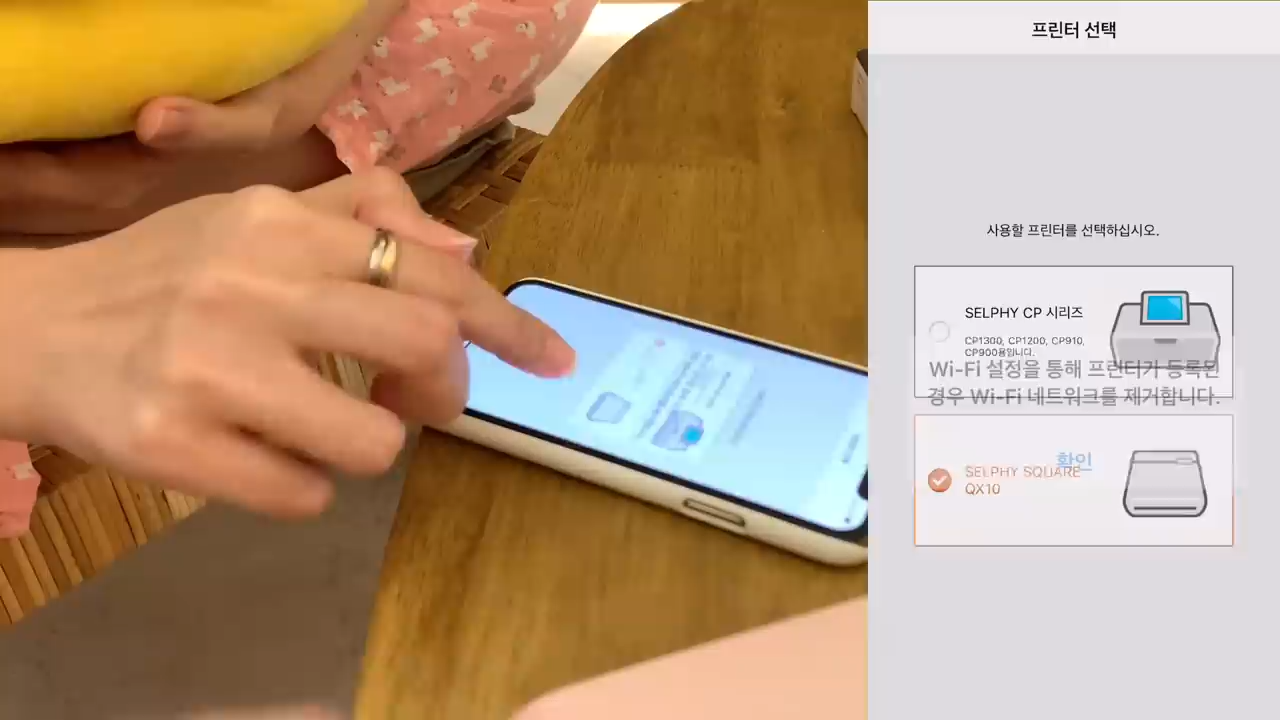 프린터 선택
사용할 프린터를 선택하십시오.
SELPHY CP 시리즈
CP1300, CP1200, CP910,
CP900용입니다.
Wi-Fi 설정을 통해 프린터가 등록된
경우 Wi-Fi 네트워크를 제거합니다.
확인
SELPHY SQUARE
QX10